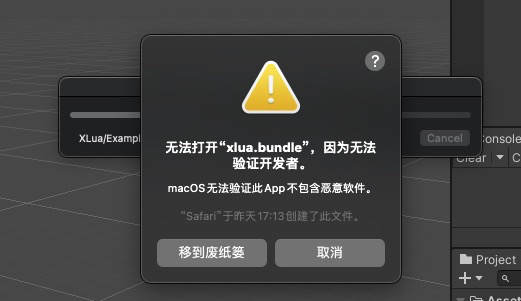 ?
无法打开“xlua.bundle”，因为无法
验证开发者。
macOS 无法验证此 App 不包含恶意软件。
“Safari”于昨天 17:13 创建了此文件。
移到废纸篓
取消
XLua/Exampl
Cancel
Console
Clear
Project
Asset